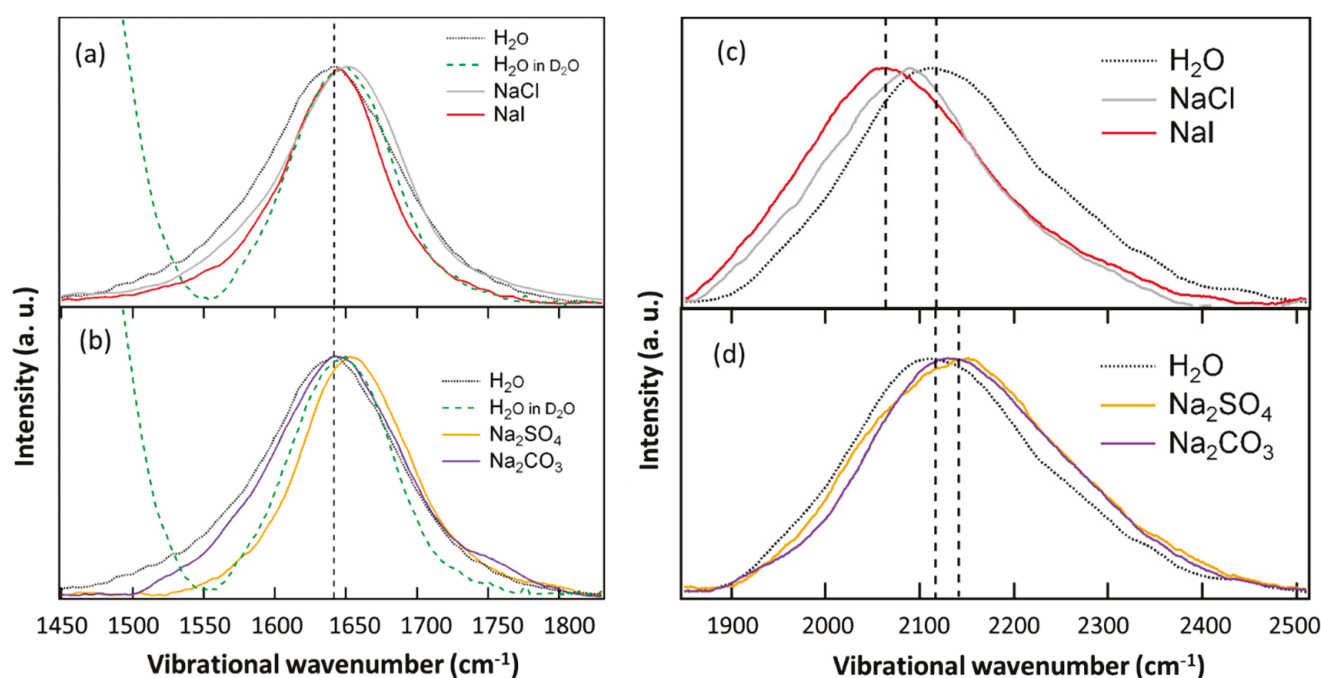 (a)
H₂O
H₂O in D₂O
NaCl
NaI
(b)
H₂O
H₂O in D₂O
Na₂SO₄
Na₂CO₃
Intensity (a. u.)
1450 1500 1550 1600 1650 1700 1750 1800
Vibrational wavenumber (cm⁻¹)
(c)
H₂O
NaCl
NaI
(d)
H₂O
Na₂SO₄
Na₂CO₃
Intensity (a. u.)
1900 2000 2100 2200 2300 2400 2500
Vibrational wavenumber (cm⁻¹)